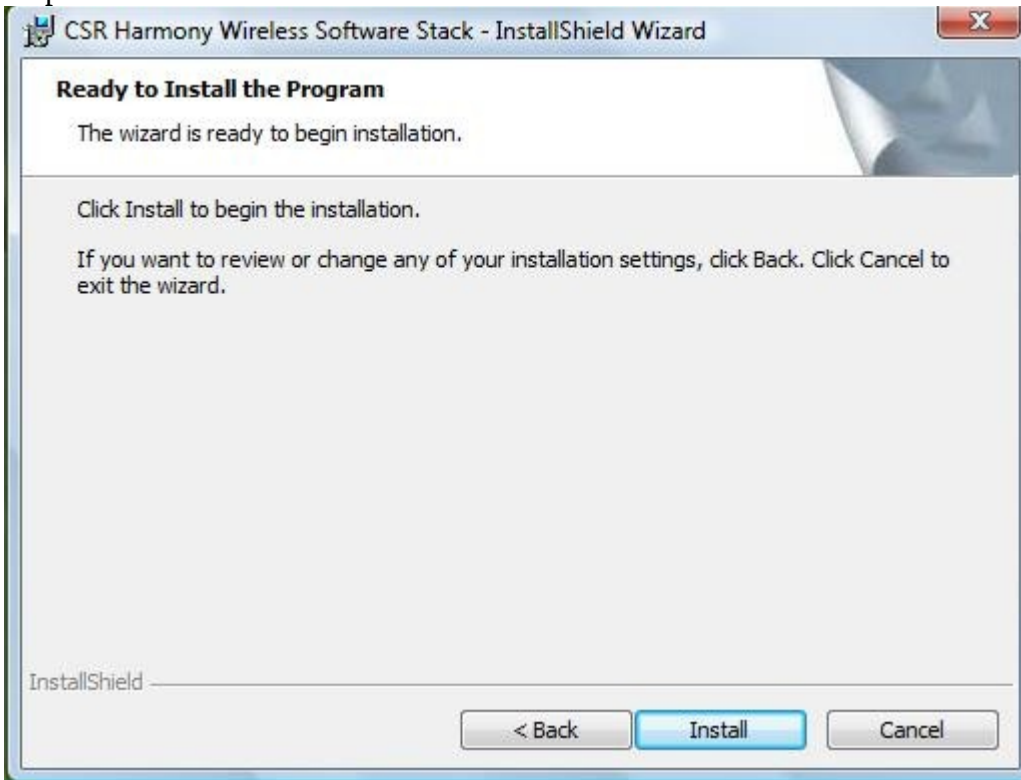 CSR Harmony Wireless Software Stack - InstallShield Wizard
Ready to Install the Program
The wizard is ready to begin installation.
Click Install to begin the installation.
If you want to review or change any of your installation settings, click Back. Click Cancel to
exit the wizard.
InstallShield
< Back
Install
Cancel